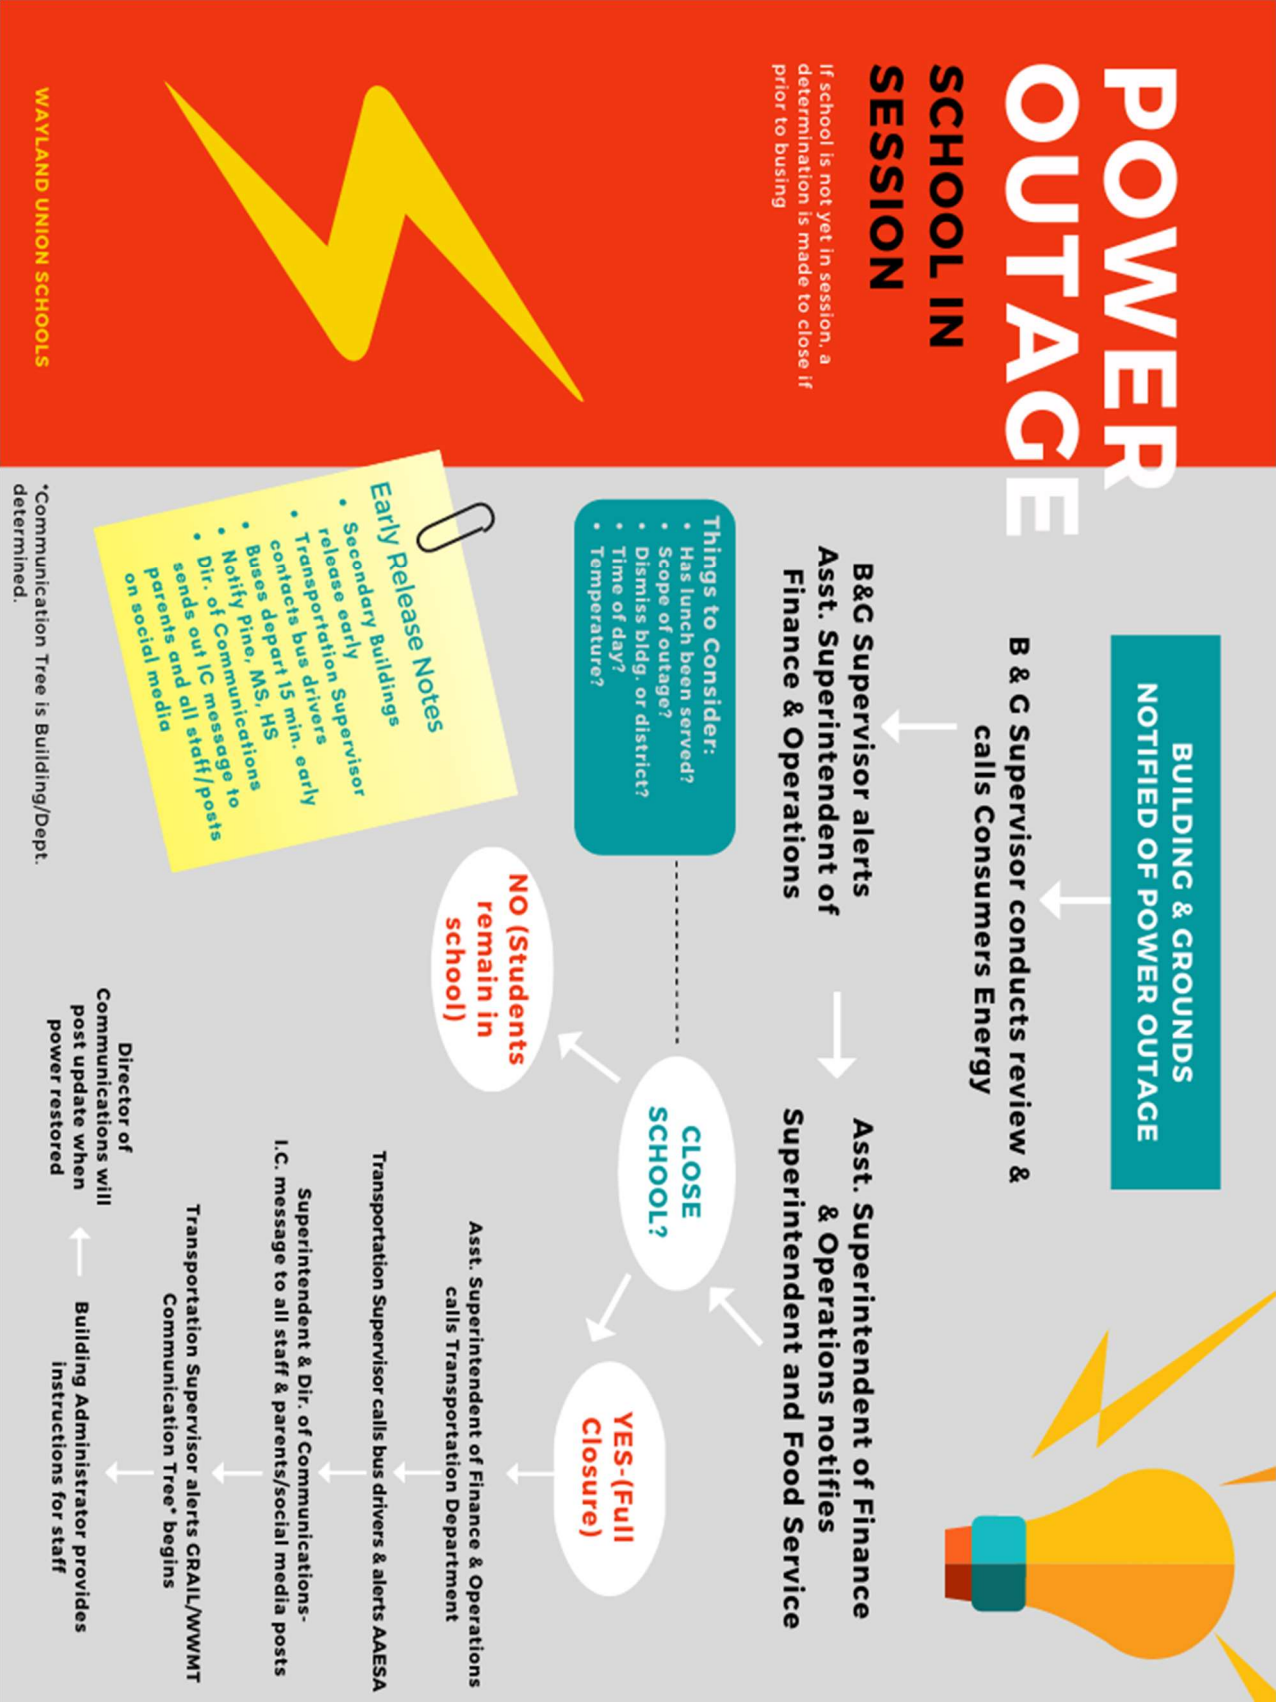 POWER
OUTAGE
SCHOOL IN
SESSION
If school is not yet in session, a
determination is made to close if
prior to busing
WAYLAND UNION SCHOOLS
BUILDING & GROUNDS
NOTIFIED OF POWER OUTAGE
B & G Supervisor conducts review &
calls Consumers Energy
B&G Supervisor alerts
Asst. Superintendent of
Finance & Operations
Asst. Superintendent of Finance
& Operations notifies
Superintendent and Food Service
Things to Consider:
• Has lunch been served?
• Scope of outage?
• Dismiss bldg. or district?
• Time of day?
• Temperature?
CLOSE
SCHOOL?
NO (Students
remain in
school)
YES-(Full
Closure)
Early Release Notes
• Secondary Buildings
release early
• Transportation Supervisor
contacts bus drivers
• Buses depart 15 min. early
• Notify Pine, MS, HS
• Dir. of Communications
sends out IC message to
parents and all staff/posts
on social media
Asst. Superintendent of Finance & Operations
calls Transportation Department
Transportation Supervisor calls bus drivers & alerts AAESA
Superintendent & Dir. of Communications-
I.C. message to all staff & parents/social media posts
Transportation Supervisor alerts CRAIL/WWMT
Communication Tree* begins
Building Administrator provides
instructions for staff
Director of
Communications will
post update when
power restored
*Communication Tree is Building/Dept.
determined.